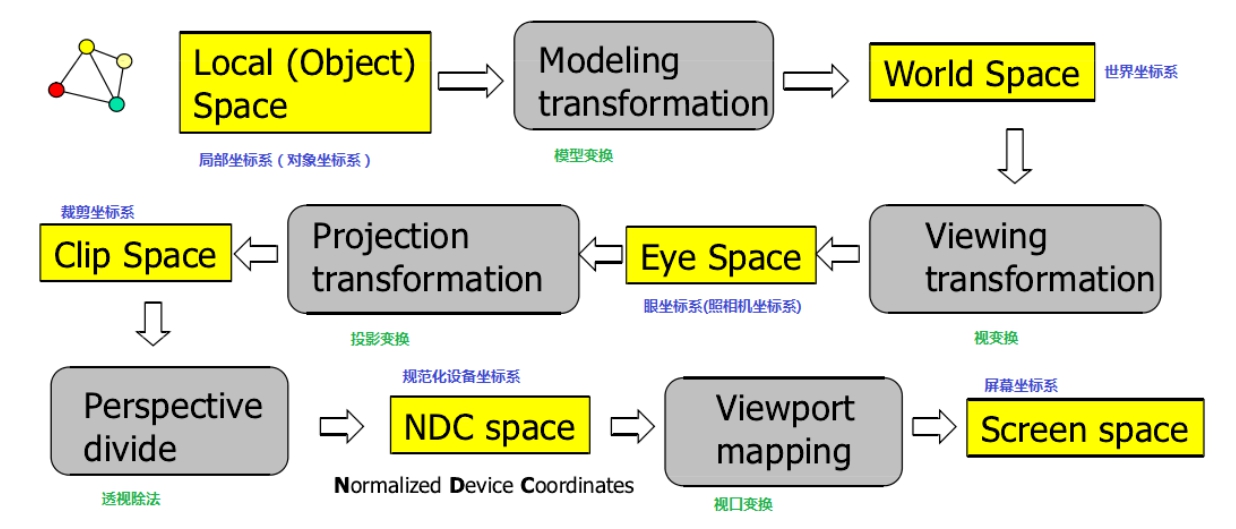 Local (Object)
Space
局部坐标系（对象坐标系）
Modeling
transformation
模型变换
World Space
世界坐标系
Viewing
transformation
视变换
Eye Space
眼坐标系(照相机坐标系)
Projection
transformation
投影变换
裁剪坐标系
Clip Space
Perspective
divide
透视除法
规范化设备坐标系
NDC space
Normalized Device Coordinates
Viewport
mapping
视口变换
屏幕坐标系
Screen space